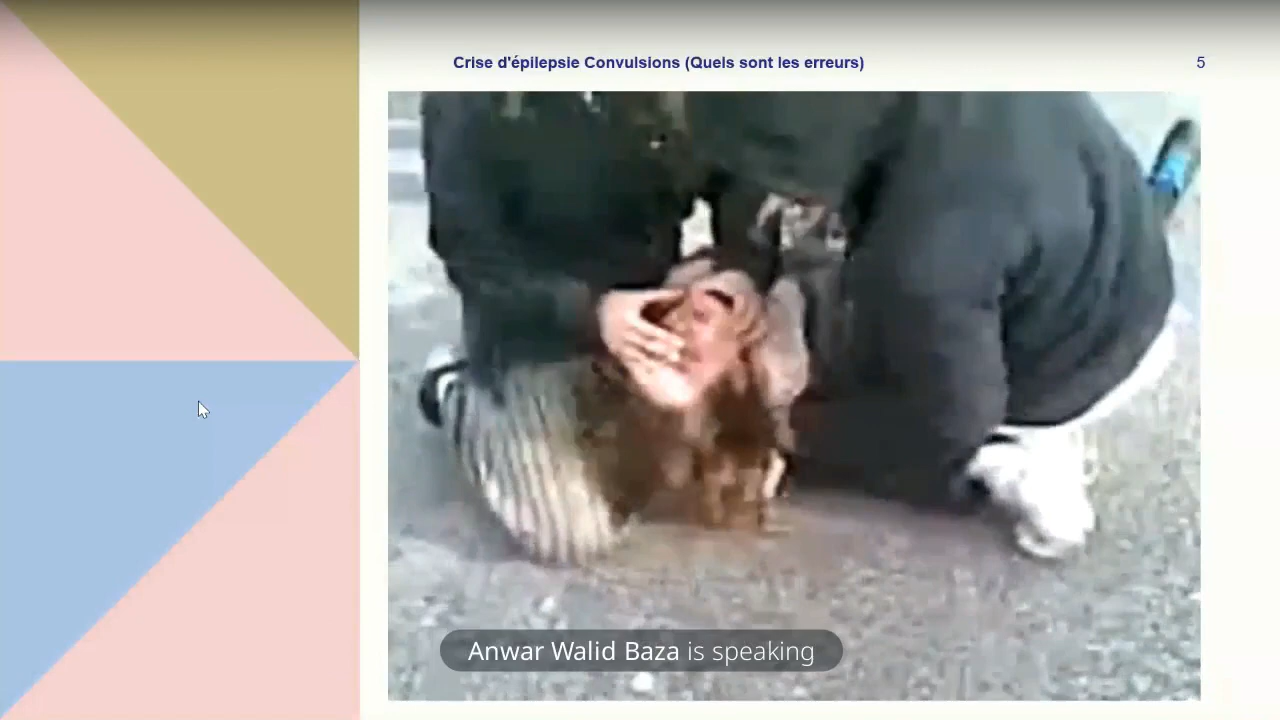 Crise d'épilepsie Convulsions (Quels sont les erreurs)
5
Anwar Walid Baza is speaking